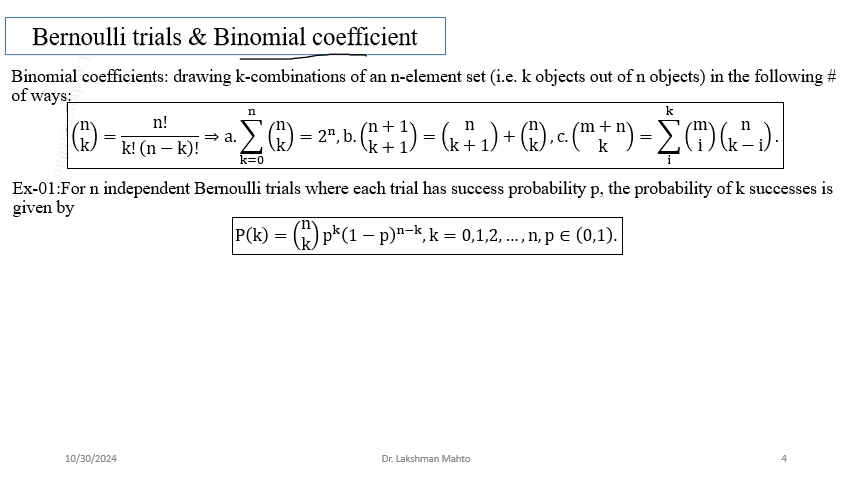 Bernoulli trials & Binomial coefficient
Binomial coefficients: drawing k-combinations of an n-element set (i.e. k objects out of n objects) in the following #
of ways:
(n k) = n! / k! (n − k)! ⇒ a. ∑_{k=0}^{n} (n k) = 2ⁿ, b. (n + 1 k + 1) = (n k + 1) + (n k), c. (m + n k) = ∑_{i}^{k} (m i) (n k − i).
Ex-01:For n independent Bernoulli trials where each trial has success probability p, the probability of k successes is
given by
P(k) = (n k) pᵏ(1 − p)ⁿ⁻ᵏ, k = 0,1,2, … , n, p ∈ (0,1).
10/30/2024 Dr. Lakshman Mahto 4